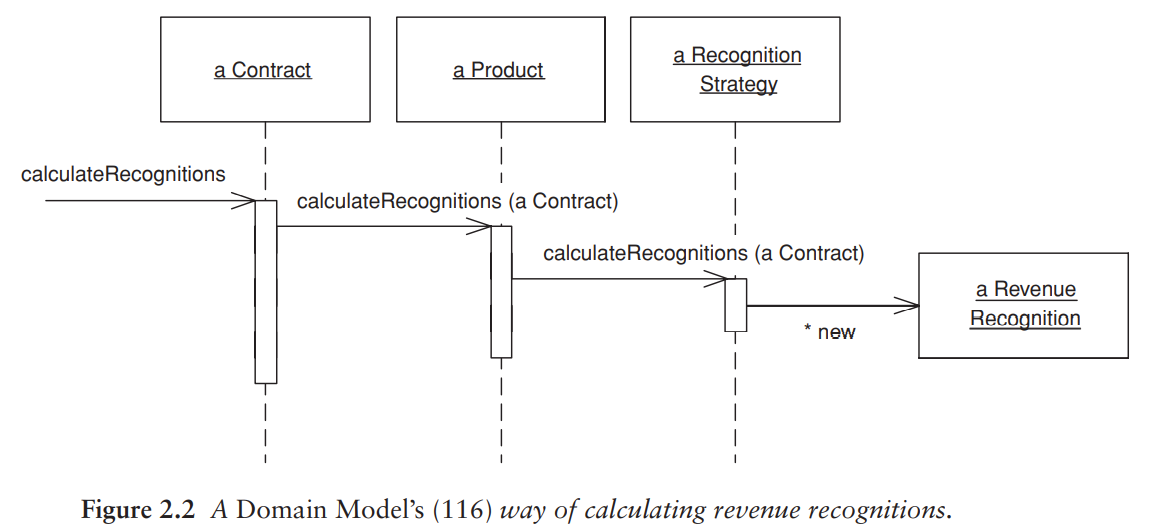 a Contract
a Product
a Recognition
Strategy
calculateRecognitions
calculateRecognitions (a Contract)
calculateRecognitions (a Contract)
a Revenue
Recognition
* new
Figure 2.2 A Domain Model's (116) way of calculating revenue recognitions.